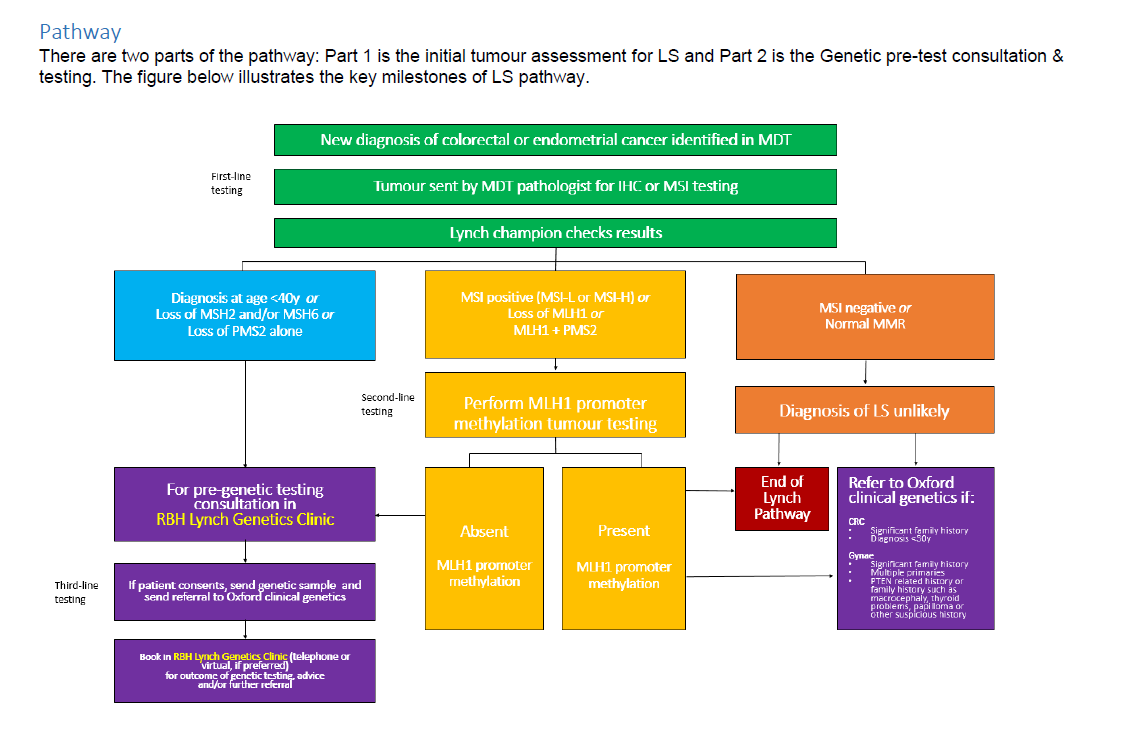 Pathway
There are two parts of the pathway: Part 1 is the initial tumour assessment for LS and Part 2 is the Genetic pre-test consultation &
testing. The figure below illustrates the key milestones of LS pathway.
New diagnosis of colorectal or endometrial cancer identified in MDT
First-line
testing
Tumour sent by MDT pathologist for IHC or MSI testing
Lynch champion checks results
Diagnosis at age <40y or
Loss of MSH2 and/or MSH6 or
Loss of PMS2 alone
MSI positive (MSI-L or MSI-H) or
Loss of MLH1 or
MLH1 + PMS2
MSI negative or
Normal MMR
Second-line
testing
Perform MLH1 promoter
methylation tumour testing
Diagnosis of LS unlikely
For pre-genetic testing
consultation in
RBH Lynch Genetics Clinic
Absent
MLH1 promoter
methylation
Present
MLH1 promoter
methylation
End of
Lynch
Pathway
Refer to Oxford
clinical genetics if:
CRC
• Significant family history
• Diagnosis <50y
Gynae
• Significant family history
• Multiple primaries
• PTEN related history or
family history such as
macrocephaly, thyroid
problems, papilloma or
other suspicious history
Third-line
testing
If patient consents, send genetic sample and
send referral to Oxford clinical genetics
Book in RBH Lynch Genetics Clinic (telephone or
virtual, if preferred)
for outcome of genetic testing, advice
and/or further referral